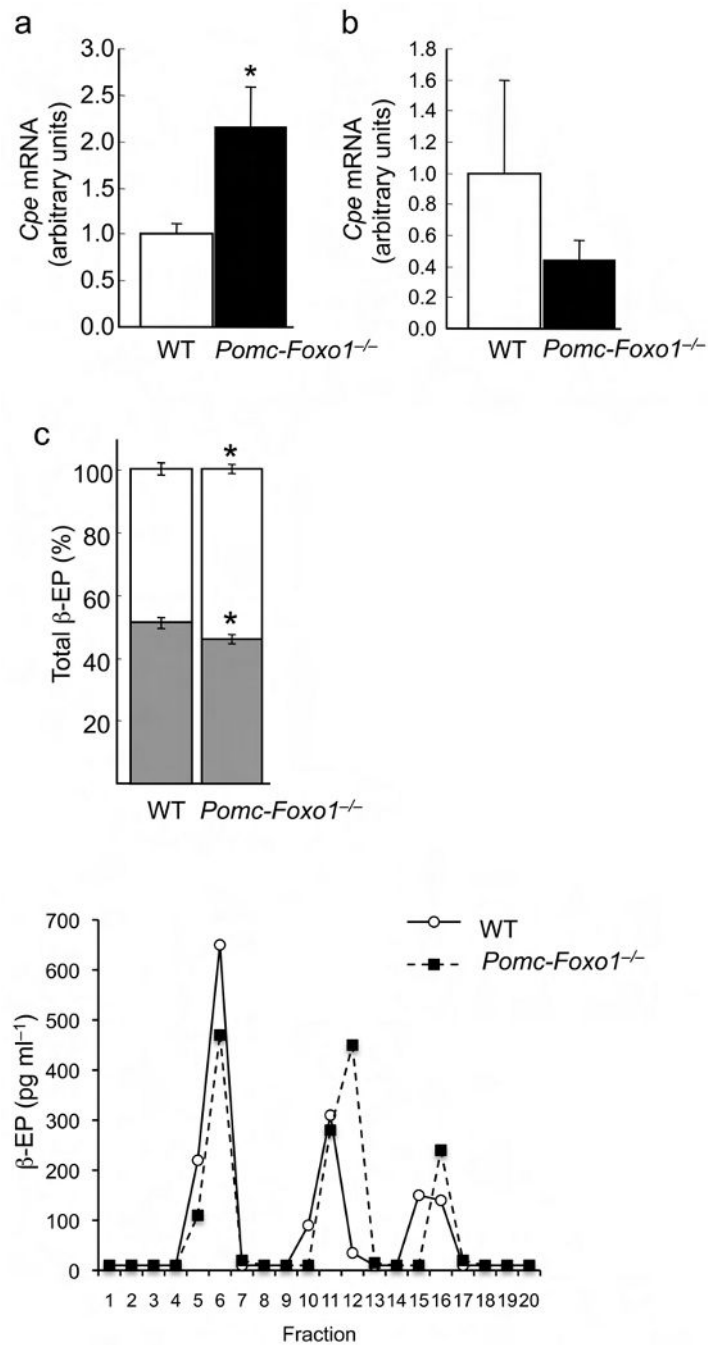 a
3.0
2.5
2.0
1.5
1.0
0.5
0.0
Cpe mRNA
(arbitrary units)
*
WT Pomc-Foxo1–/–
b
1.8
1.6
1.4
1.2
1.0
0.8
0.6
0.4
0.2
0.0
Cpe mRNA
(arbitrary units)
WT Pomc-Foxo1–/–
c
100
80
60
40
20
Total β-EP (%)
*
*
WT Pomc-Foxo1–/–
700
600
500
400
300
200
100
0
β-EP (pg ml–1)
WT
Pomc-Foxo1–/–
1 2 3 4 5 6 7 8 9 10 11 12 13 14 15 16 17 18 19 20
Fraction